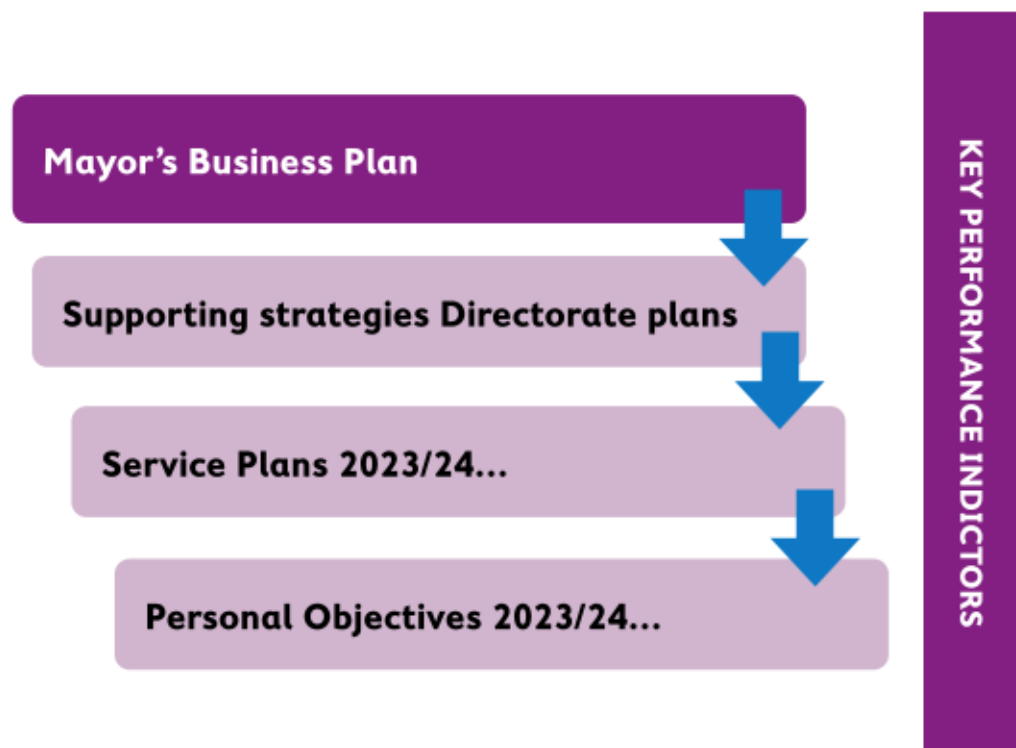 Mayor’s Business Plan
Supporting strategies Directorate plans
Service Plans 2023/24...
Personal Objectives 2023/24...
KEY PERFORMANCE INDICTORS